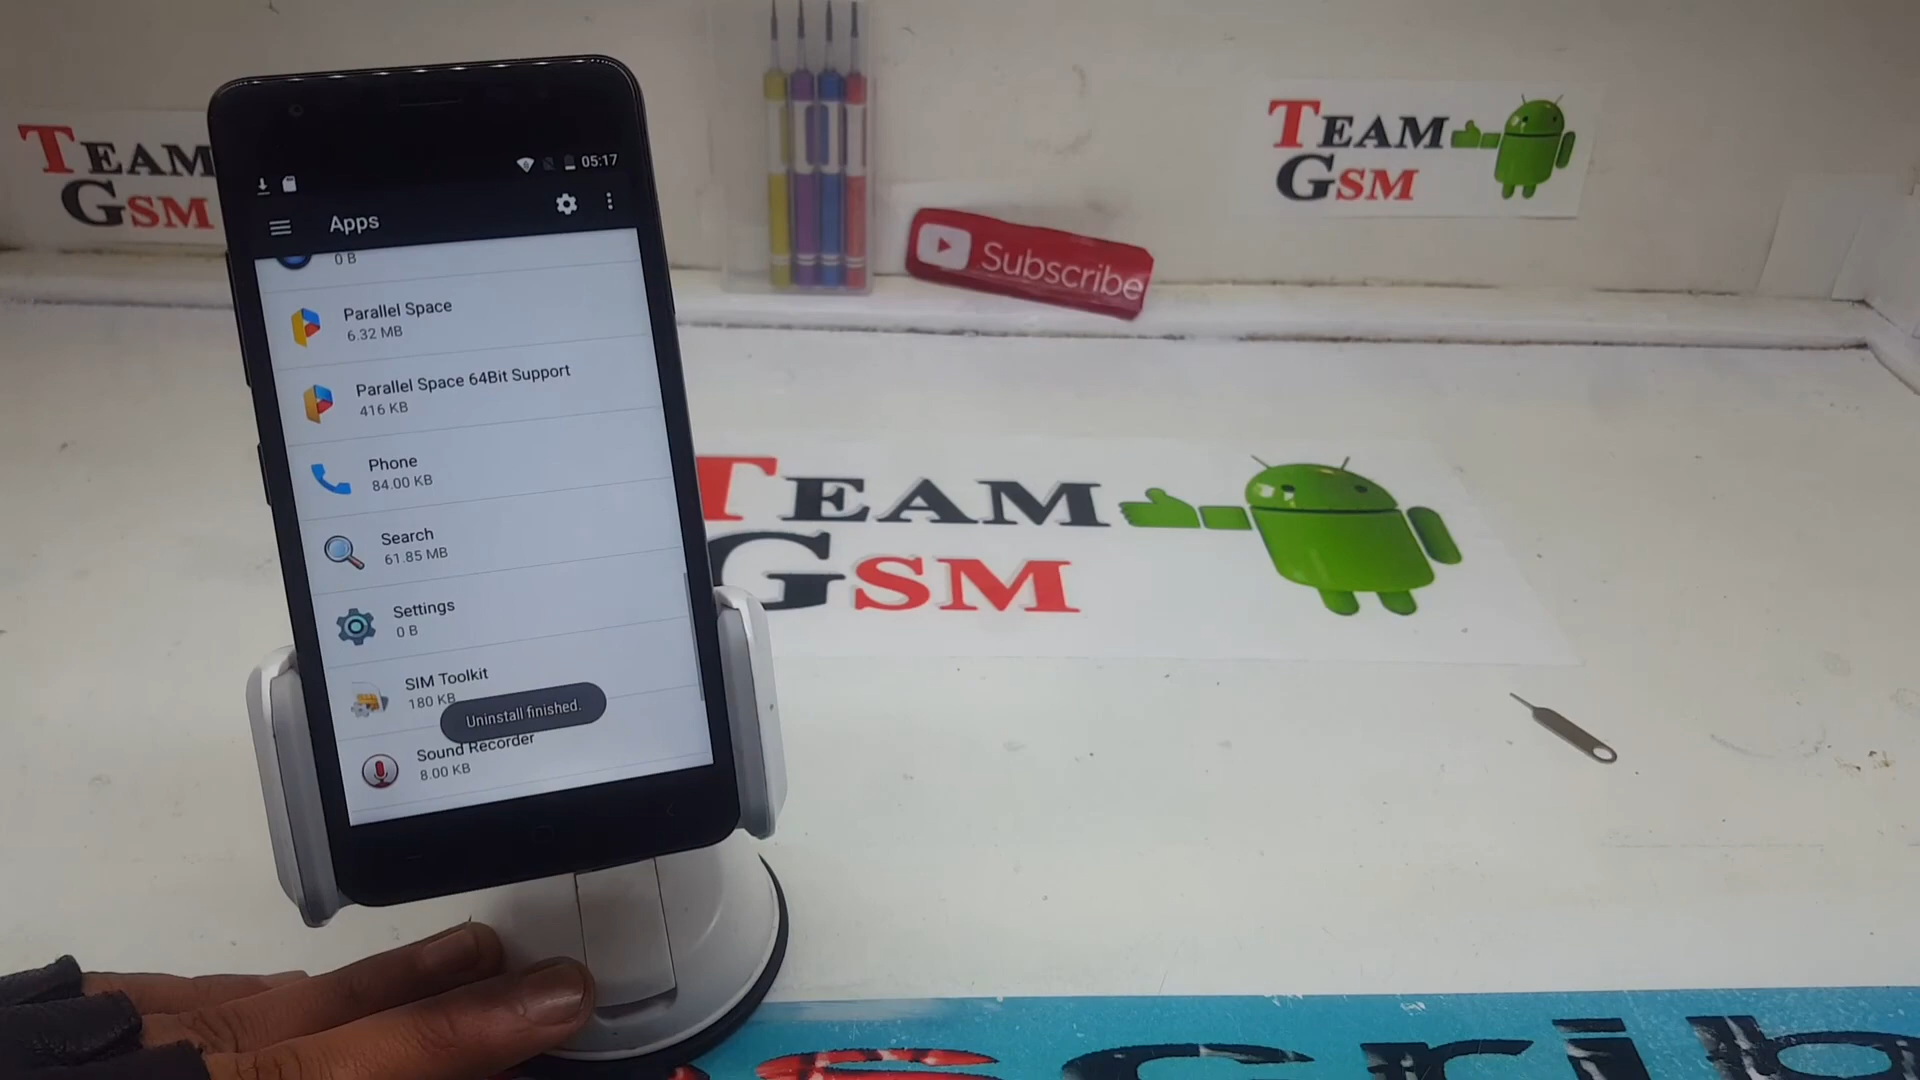 TEAM
GSM
05:17
Apps
0 B
Parallel Space
6.32 MB
Parallel Space 64Bit Support
416 KB
Phone
84.00 KB
Search
61.85 MB
Settings
0 B
SIM Toolkit
180 KB
Uninstall finished.
Sound Recorder
8.00 KB
Subscribe
TEAM
GSM
TEAM
GSM